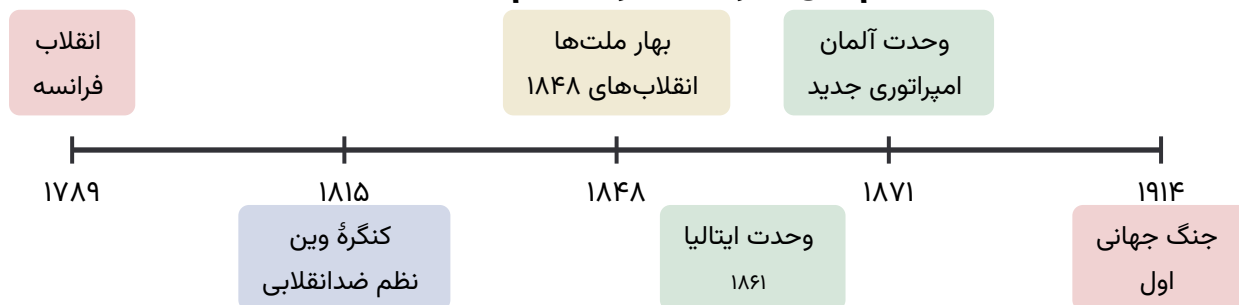 انقلاب
فرانسه
بهار ملت‌ها
انقلاب‌های ۱۸۴۸
وحدت آلمان
امپراتوری جدید
۱۷۸۹
۱۸۱۵
۱۸۴۸
۱۸۷۱
۱۹۱۴
کنگرهٔ وین
نظم ضدانقلابی
وحدت ایتالیا
۱۸۶۱
جنگ جهانی
اول